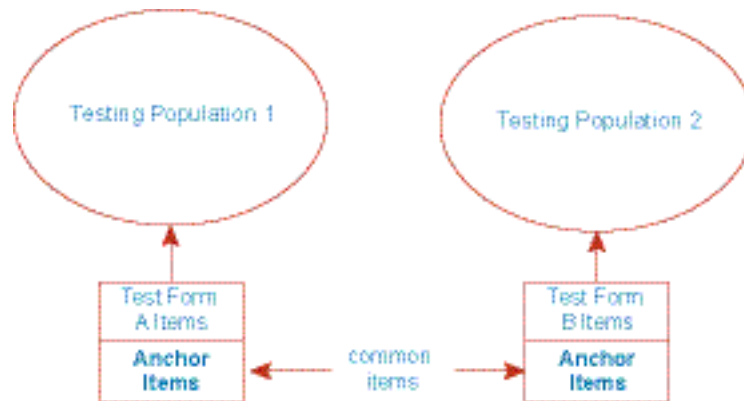 Testing Population 1
Testing Population 2
Test Form
A Items
Anchor
Items
common
items
Test Form
B Items
Anchor
Items